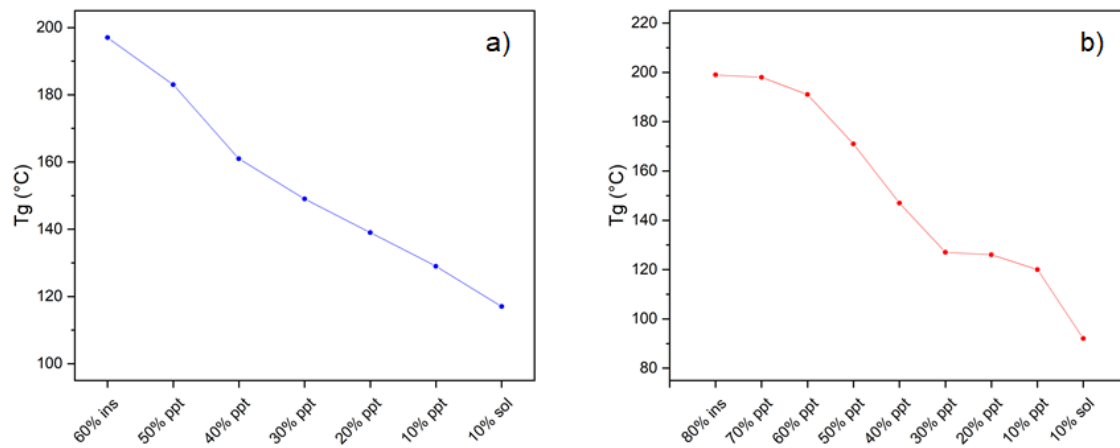 a)
Tg (°C)
200
180
160
140
120
100
60% ins
50% ppt
40% ppt
30% ppt
20% ppt
10% ppt
10% sol
b)
Tg (°C)
220
200
180
160
140
120
100
80
80% ins
70% ppt
60% ppt
50% ppt
40% ppt
30% ppt
20% ppt
10% ppt
10% sol